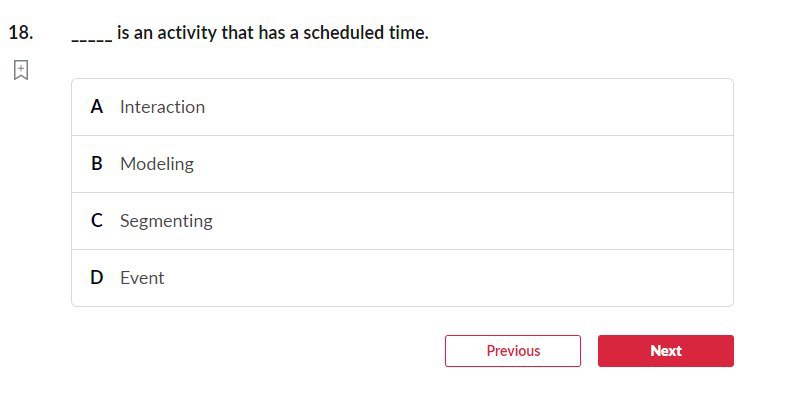 18. _____ is an activity that has a scheduled time.
A Interaction
B Modeling
C Segmenting
D Event
Previous Next